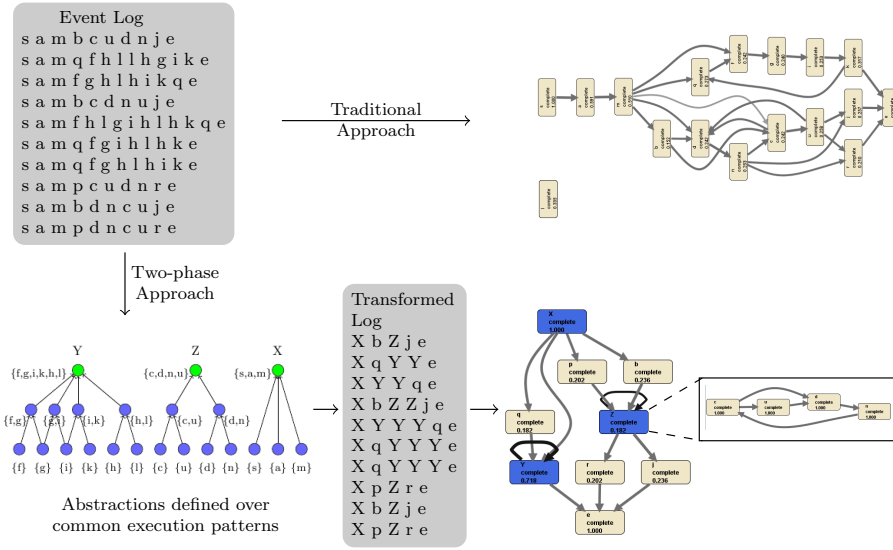 Event Log
s a m b c u d n j e
s a m q f h l l h g i k e
s a m f g h l h i k q e
s a m b c d n u j e
s a m f h l g i h l h k q e
s a m q f g i h l h k e
s a m q f g h l h i k e
s a m p c u d n r e
s a m b d n c u j e
s a m p d n c u r e
Traditional
Approach
Two-phase
Approach
Y
{f,g,i,k,h,l}
Z
{c,d,n,u}
X
{s,a,m}
{f,g}
{g,i}
{i,k}
{h,l}
{c,u}
{d,n}
{f}
{g}
{i}
{k}
{h}
{l}
{c}
{u}
{d}
{n}
{s}
{a}
{m}
Abstractions defined over
common execution patterns
Transformed
Log
X b Z j e
X q Y Y e
X Y Y q e
X b Z Z j e
X Y Y Y q e
X q Y Y Y e
X q Y Y Y e
X p Z r e
X b Z j e
X p Z r e
X
complete
1.000
p
complete
0.202
b
complete
0.236
q
complete
0.182
Z
complete
0.182
Y
complete
0.718
r
complete
0.202
j
complete
0.236
e
complete
1.000